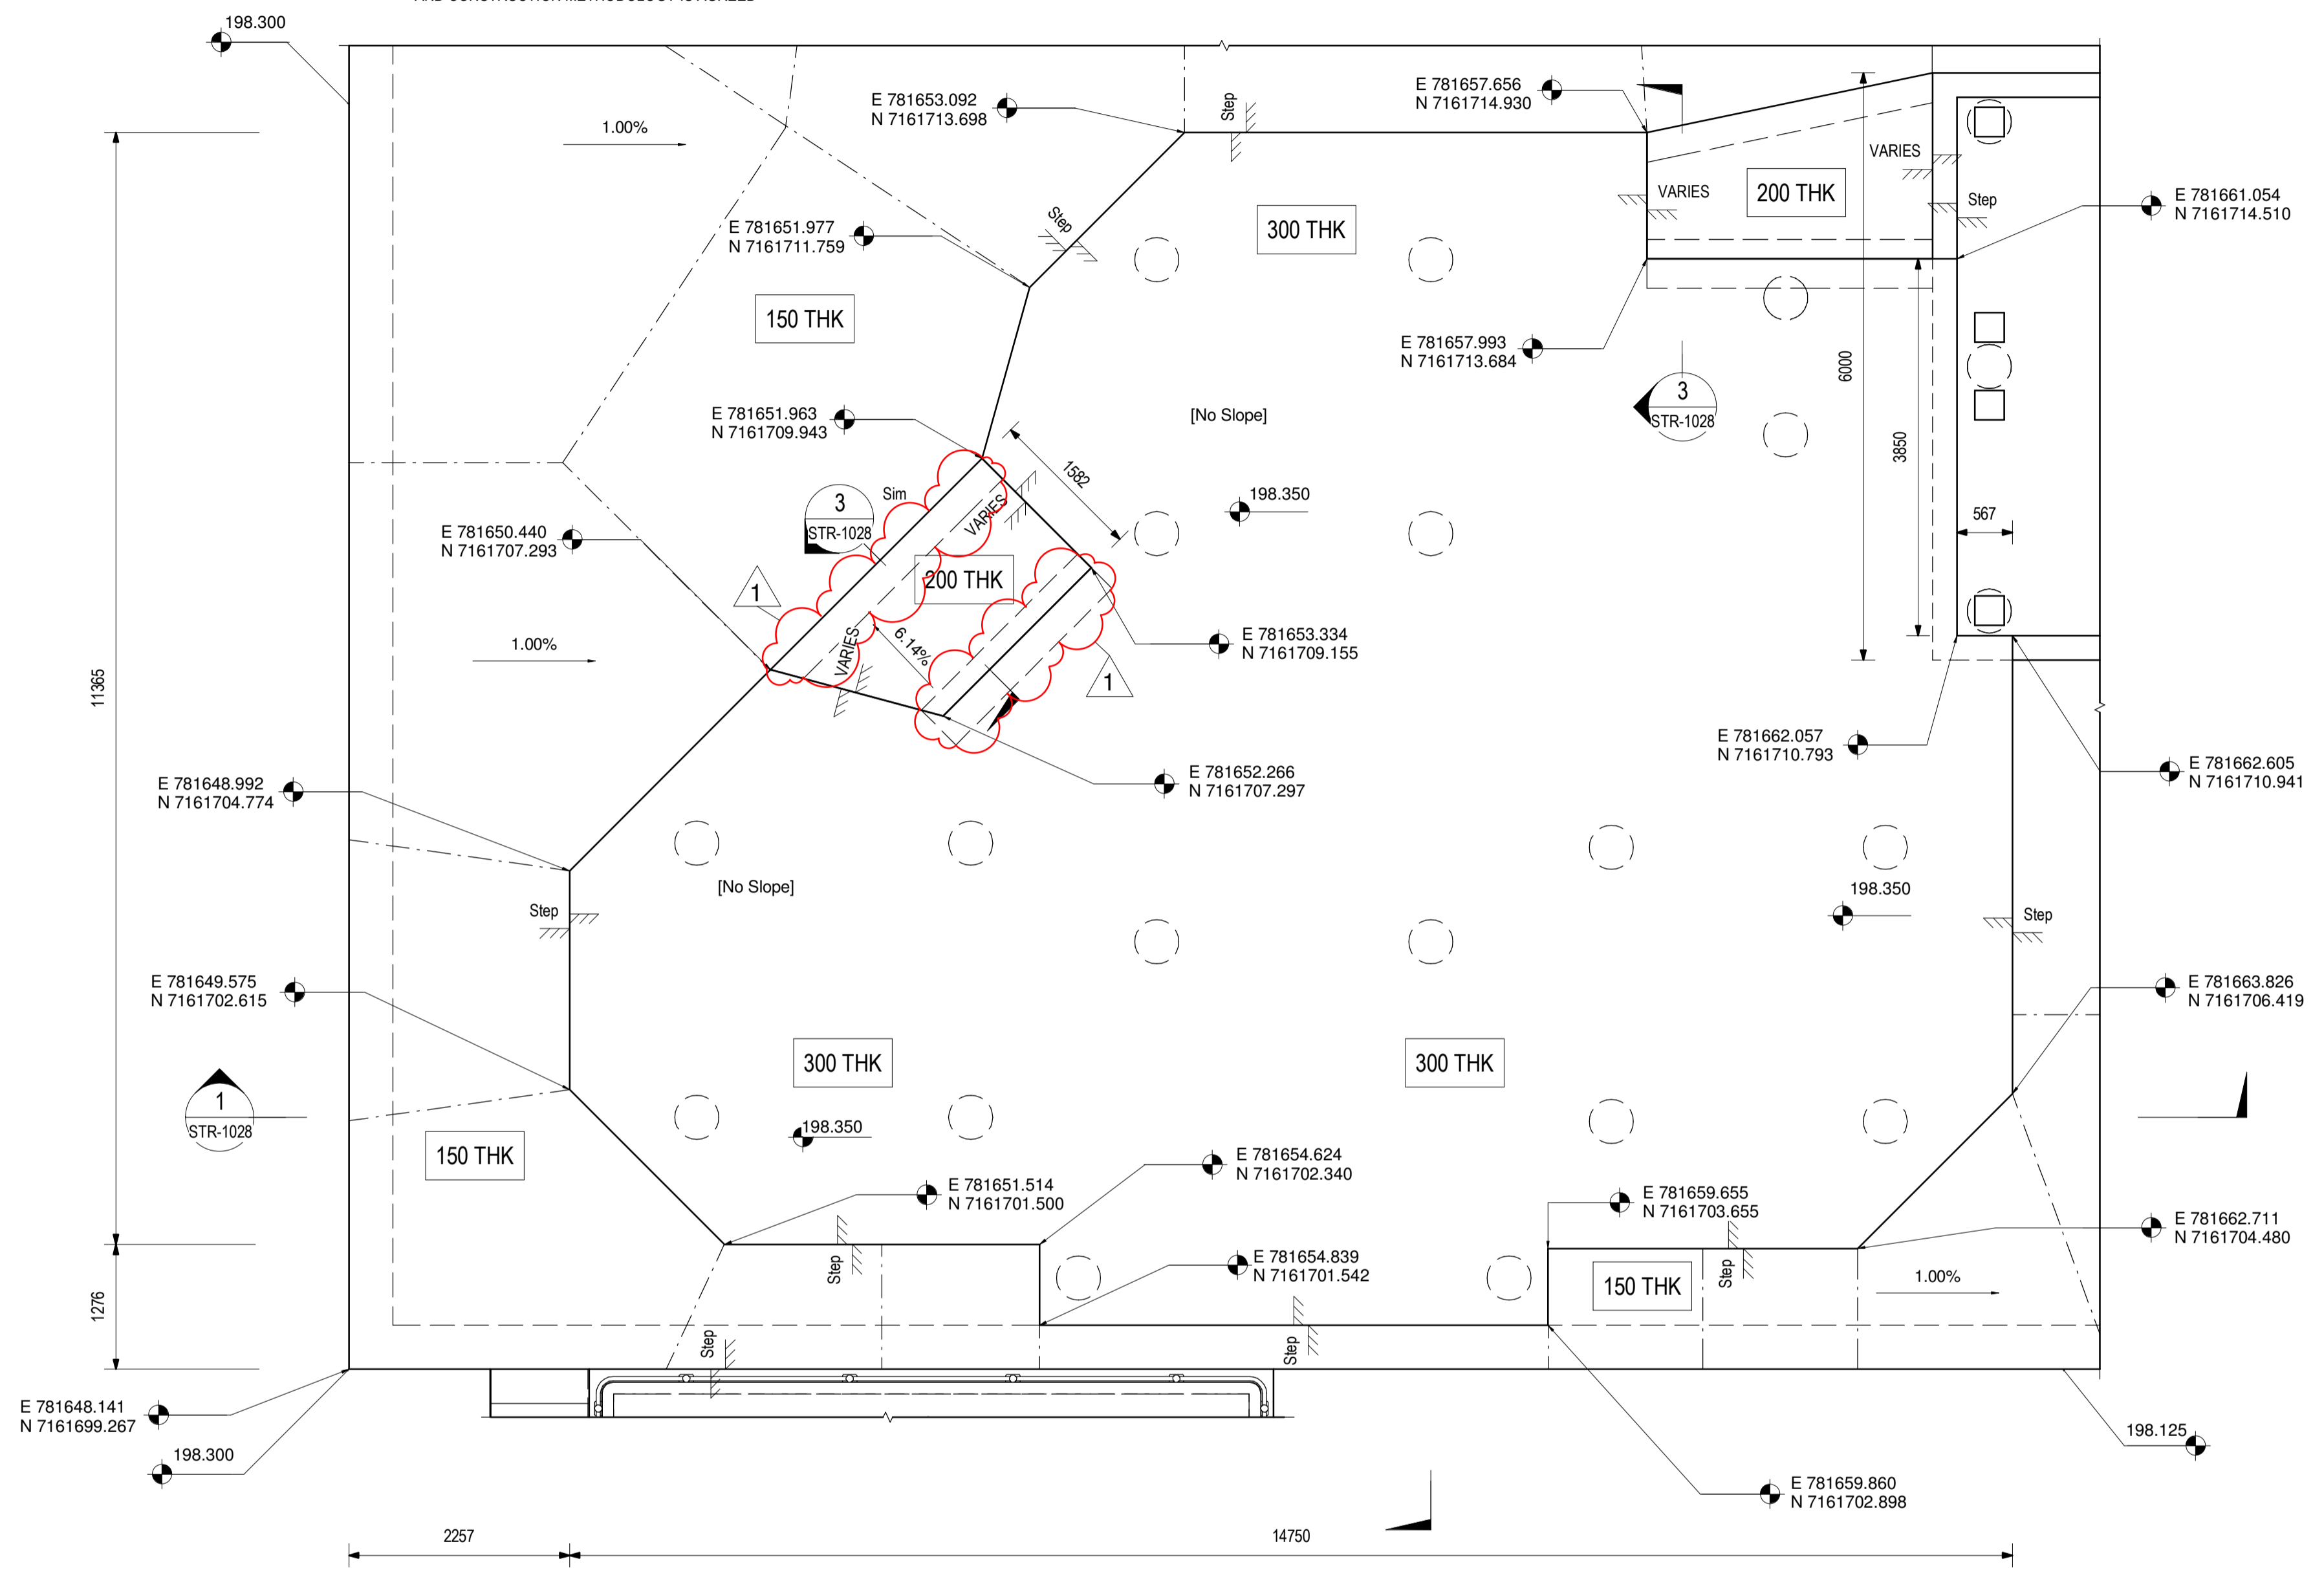 198.300
E 781653.092
N 7161713.698
E 781657.656
N 7161714.930
Step
1.00%
VARIES
VARIES
200 THK
Step
E 781661.054
N 7161714.510
E 781651.977
N 7161711.759
Step
300 THK
150 THK
E 781657.993
N 7161713.684
6000
3
STR-1028
[No Slope]
E 781651.963
N 7161709.943
3850
1582
Sim
3
STR-1028
VARIES
198.350
567
E 781650.440
N 7161707.293
200 THK
1
VARIES
6.14%
E 781653.334
N 7161709.155
1.00%
1
11365
E 781662.057
N 7161710.793
E 781662.605
N 7161710.941
E 781652.266
N 7161707.297
E 781648.992
N 7161704.774
[No Slope]
198.350
Step
Step
E 781649.575
N 7161702.615
E 781663.826
N 7161706.419
300 THK
300 THK
1
STR-1028
198.350
150 THK
E 781654.624
N 7161702.340
E 781651.514
N 7161701.500
E 781659.655
N 7161703.655
E 781662.711
N 7161704.480
Step
E 781654.839
N 7161701.542
Step
150 THK
1.00%
1276
Step
Step
E 781648.141
N 7161699.267
198.300
198.125
E 781659.860
N 7161702.898
2257
14750